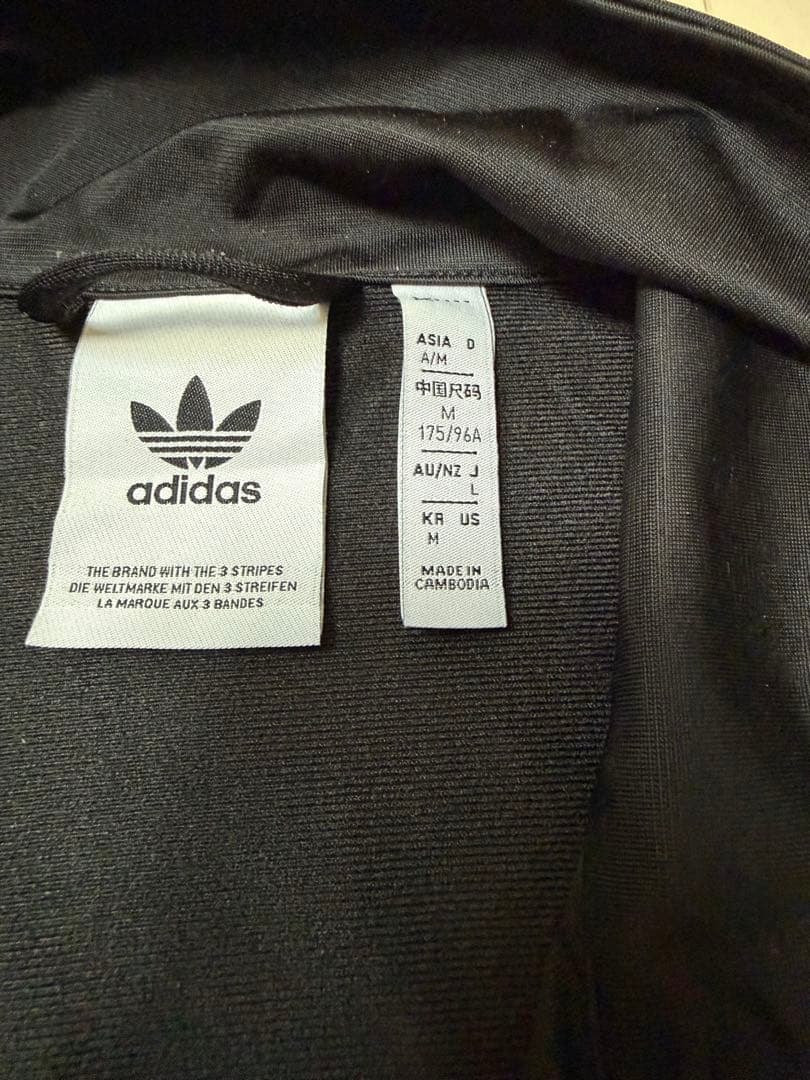 adidas
THE BRAND WITH THE 3 STRIPES
DIE WELTMARKE MIT DEN 3 STREIFEN
LA MARQUE AUX 3 BANDES
ASIA D
A/M
中国尺码
M
175/96A
AU/NZ J
L
KR US
M
MADE IN
CAMBODIA